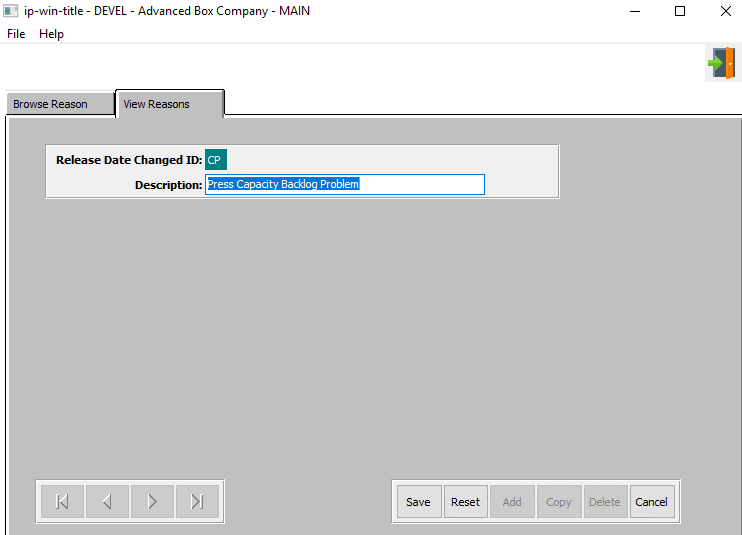 ip-win-title - DEVEL - Advanced Box Company - MAIN
File Help
Browse Reason View Reasons
Release Date Changed ID: CP
Description: Press Capacity Backlog Problem
Save Reset Add Copy Delete Cancel